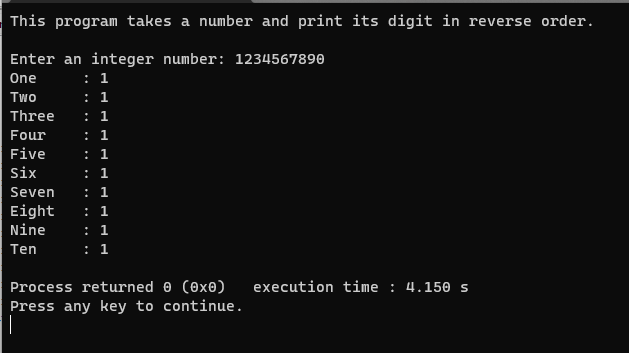 This program takes a number and print its digit in reverse order.
Enter an integer number: 1234567890
One     : 1
Two     : 1
Three   : 1
Four    : 1
Five    : 1
Six     : 1
Seven   : 1
Eight   : 1
Nine    : 1
Ten     : 1
Process returned 0 (0x0)   execution time : 4.150 s
Press any key to continue.